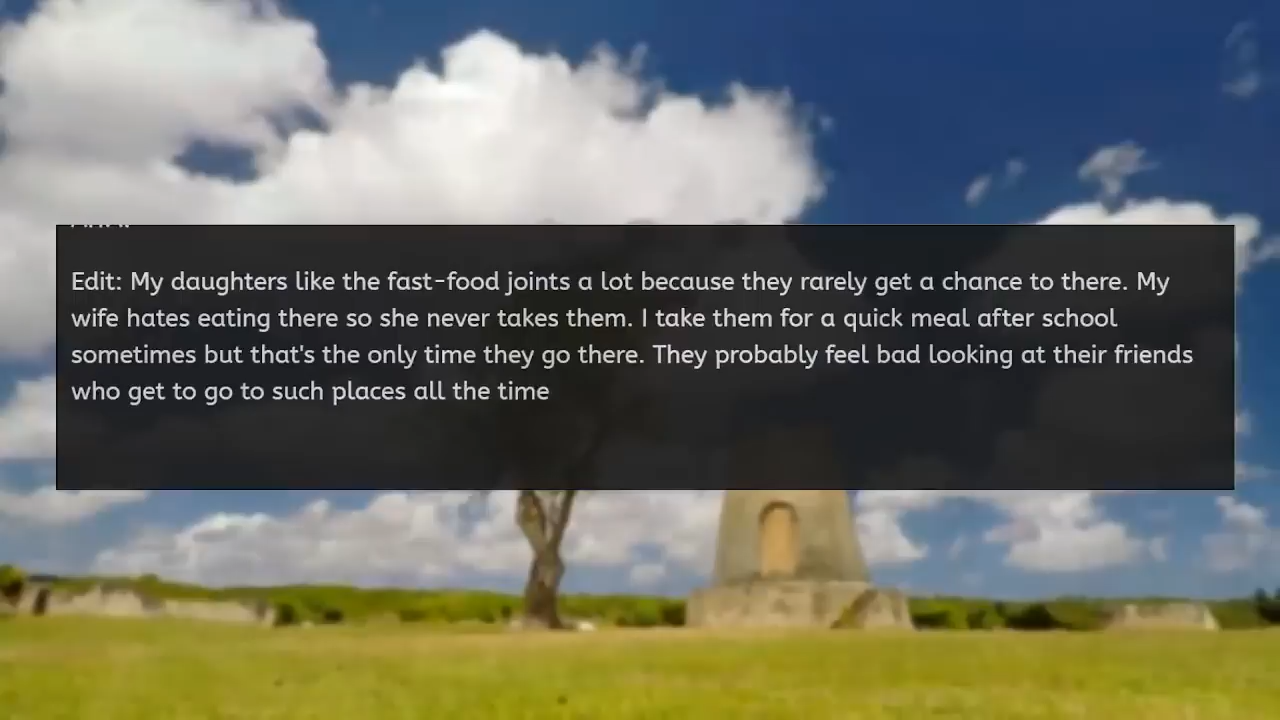 Edit: My daughters like the fast-food joints a lot because they rarely get a chance to there. My
wife hates eating there so she never takes them. I take them for a quick meal after school
sometimes but that's the only time they go there. They probably feel bad looking at their friends
who get to go to such places all the time